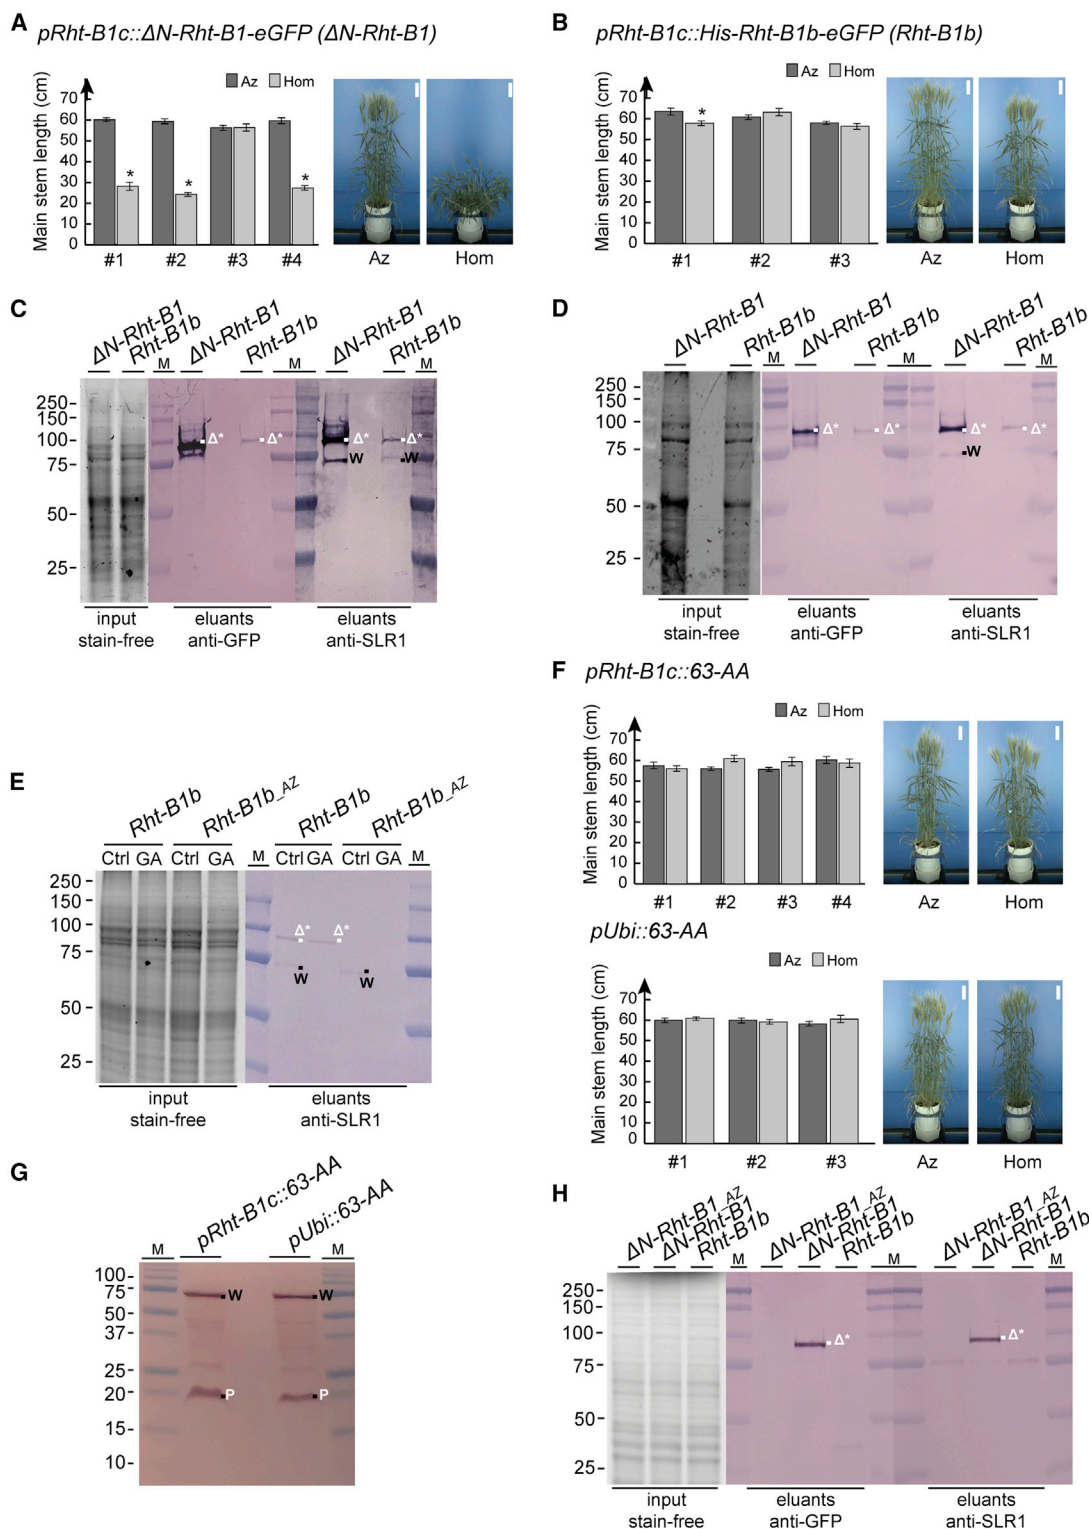 A pRht-B1c::ΔN-Rht-B1-eGFP (ΔN-Rht-B1)
Az Hom
Main stem length (cm)
70
60
50
40
30
20
10
0
* * *
#1 #2 #3 #4
Az Hom
B pRht-B1c::His-Rht-B1b-eGFP (Rht-B1b)
Az Hom
Main stem length (cm)
70
60
50
40
30
20
10
0
*
#1 #2 #3
Az Hom
C
ΔN-Rht-B1 Rht-B1b M ΔN-Rht-B1 Rht-B1b M ΔN-Rht-B1 Rht-B1b M
250
150
100
75
50
25
Δ* Δ* Δ* Δ*
W W
input stain-free
eluants anti-GFP
eluants anti-SLR1
D
ΔN-Rht-B1 Rht-B1b M ΔN-Rht-B1 Rht-B1b M ΔN-Rht-B1 Rht-B1b M
250
150
100
75
50
25
Δ* Δ* Δ* Δ*
W
input stain-free
eluants anti-GFP
eluants anti-SLR1
E
Rht-B1b Rht-B1b_AZ Rht-B1b Rht-B1b_AZ
Ctrl GA Ctrl GA M Ctrl GA Ctrl GA M
250
150
100
75
50
25
Δ* Δ*
W W
input stain-free
eluants anti-SLR1
F pRht-B1c::63-AA
Az Hom
Main stem length (cm)
70
60
50
40
30
20
10
0
#1 #2 #3 #4
Az Hom
pUbi::63-AA
Az Hom
Main stem length (cm)
70
60
50
40
30
20
10
0
#1 #2 #3
Az Hom
G
M pRht-B1c::63-AA pUbi::63-AA M
100
75
50
37
25
20
15
10
W W
P P
H
ΔN-Rht-B1_AZ ΔN-Rht-B1 Rht-B1b M ΔN-Rht-B1_AZ ΔN-Rht-B1 Rht-B1b M ΔN-Rht-B1_AZ ΔN-Rht-B1 Rht-B1b M
250
150
100
75
50
25
Δ* Δ*
input stain-free
eluants anti-GFP
eluants anti-SLR1